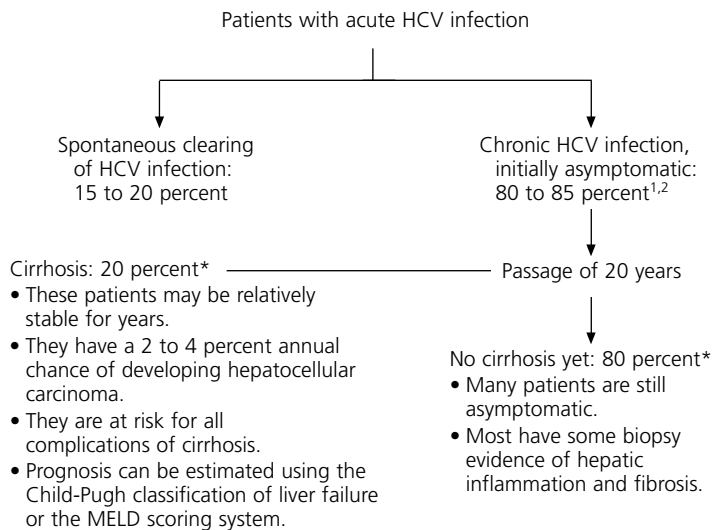 Patients with acute HCV infection
Spontaneous clearing
of HCV infection:
15 to 20 percent
Chronic HCV infection,
initially asymptomatic:
80 to 85 percent1,2
Cirrhosis: 20 percent*
• These patients may be relatively
stable for years.
• They have a 2 to 4 percent annual
chance of developing hepatocellular
carcinoma.
• They are at risk for all
complications of cirrhosis.
• Prognosis can be estimated using the
Child-Pugh classification of liver failure
or the MELD scoring system.
Passage of 20 years
No cirrhosis yet: 80 percent*
• Many patients are still
asymptomatic.
• Most have some biopsy
evidence of hepatic
inflammation and fibrosis.